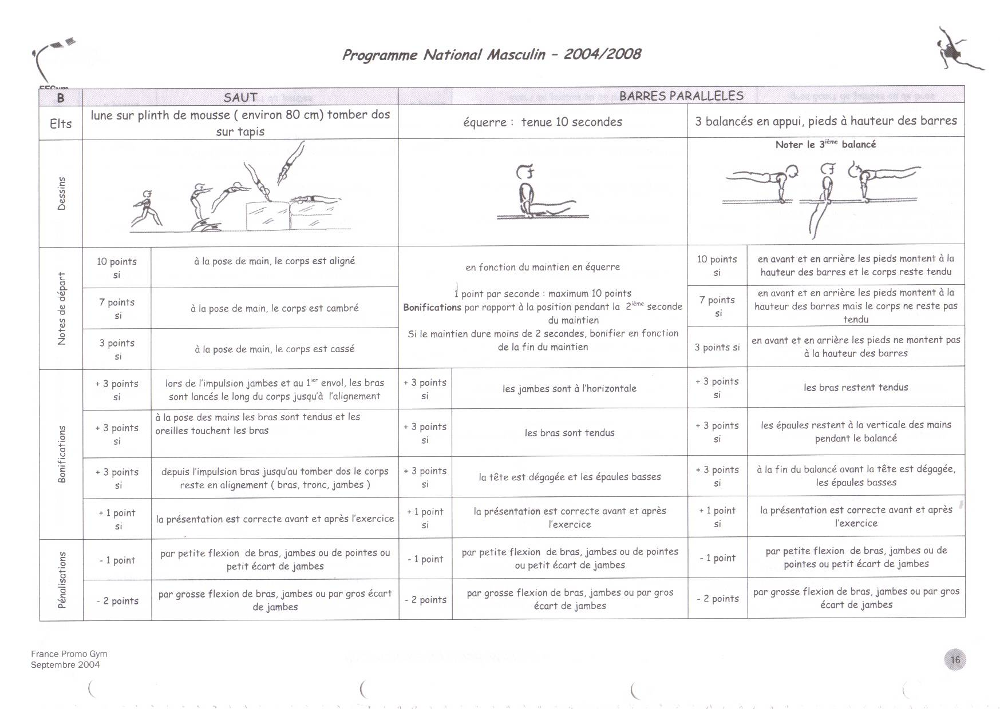 Programme National Masculin - 2004/2008
FFGym
B
SAUT
BARRES PARALLELES
Elts
lune sur plinth de mousse ( environ 80 cm) tomber dos
sur tapis
équerre : tenue 10 secondes
3 balancés en appui, pieds à hauteur des barres
Dessins
Noter le 3ième balancé
Notes de départ
10 points
si
à la pose de main, le corps est aligné
7 points
si
à la pose de main, le corps est cambré
3 points
si
à la pose de main, le corps est cassé
en fonction du maintien en équerre
1 point par seconde : maximum 10 points
Bonifications par rapport à la position pendant la 2ième seconde
du maintien
Si le maintien dure moins de 2 secondes, bonifier en fonction
de la fin du maintien
10 points
si
en avant et en arrière les pieds montent à la
hauteur des barres et le corps reste tendu
7 points
si
en avant et en arrière les pieds montent à la
hauteur des barres mais le corps ne reste pas
tendu
3 points si
en avant et en arrière les pieds ne montent pas
à la hauteur des barres
Bonifications
+ 3 points
si
lors de l'impulsion jambes et au 1ier envol, les bras
sont lancés le long du corps jusqu'à l'alignement
+ 3 points
si
les jambes sont à l'horizontale
+ 3 points
si
les bras restent tendus
+ 3 points
si
à la pose des mains les bras sont tendus et les
oreilles touchent les bras
+ 3 points
si
les bras sont tendus
+ 3 points
si
les épaules restent à la verticale des mains
pendant le balancé
+ 3 points
si
depuis l'impulsion bras jusqu'au tomber dos le corps
reste en alignement ( bras, tronc, jambes )
+ 3 points
si
la tête est dégagée et les épaules basses
+ 3 points
si
à la fin du balancé avant la tête est dégagée,
les épaules basses
+ 1 point
si
la présentation est correcte avant et après l'exercice
+ 1 point
si
la présentation est correcte avant et après
l'exercice
+ 1 point
si
la présentation est correcte avant et après
l'exercice
Pénalisations
- 1 point
par petite flexion de bras, jambes ou de pointes ou
petit écart de jambes
- 1 point
par petite flexion de bras, jambes ou de pointes
ou petit écart de jambes
- 1 point
par petite flexion de bras, jambes ou de
pointes ou petit écart de jambes
- 2 points
par grosse flexion de bras, jambes ou par gros écart
de jambes
- 2 points
par grosse flexion de bras, jambes ou par gros
écart de jambes
- 2 points
par grosse flexion de bras, jambes ou par gros
écart de jambes
France Promo Gym
Septembre 2004
16